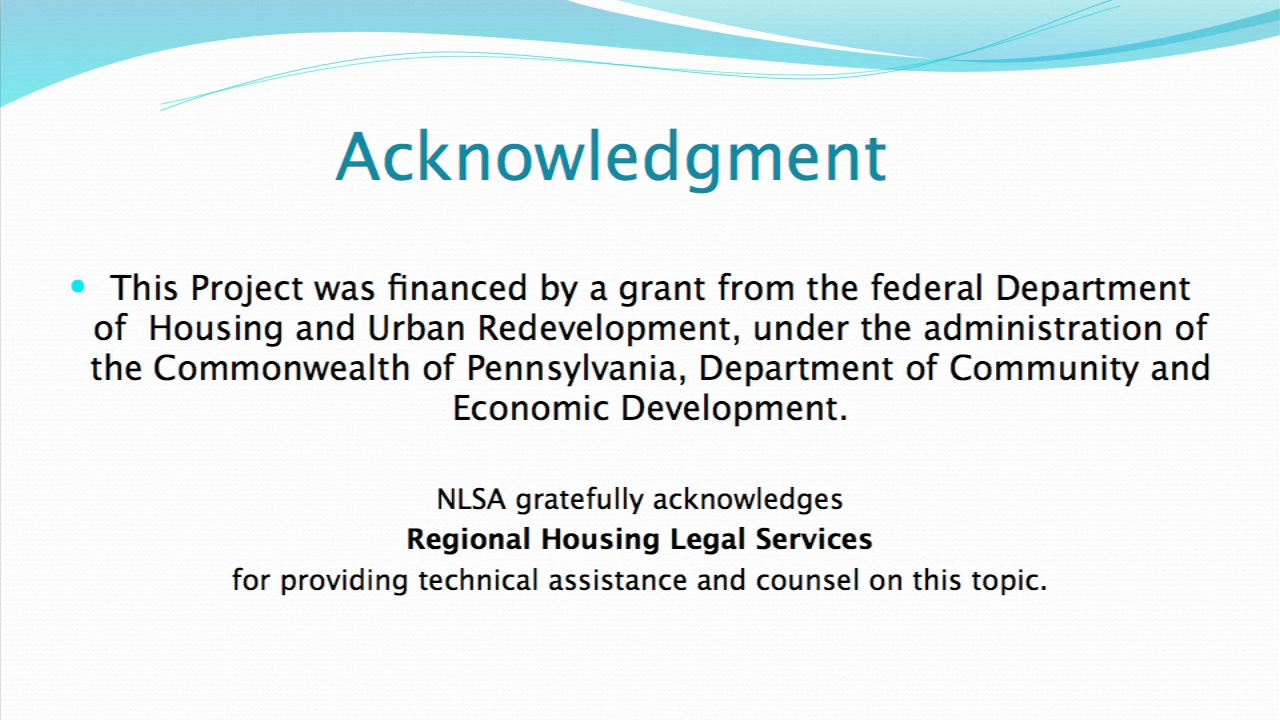 Acknowledgment
• This Project was financed by a grant from the federal Department
of  Housing and Urban Redevelopment, under the administration of
the Commonwealth of Pennsylvania, Department of Community and
Economic Development.
NLSA gratefully acknowledges
Regional Housing Legal Services
for providing technical assistance and counsel on this topic.